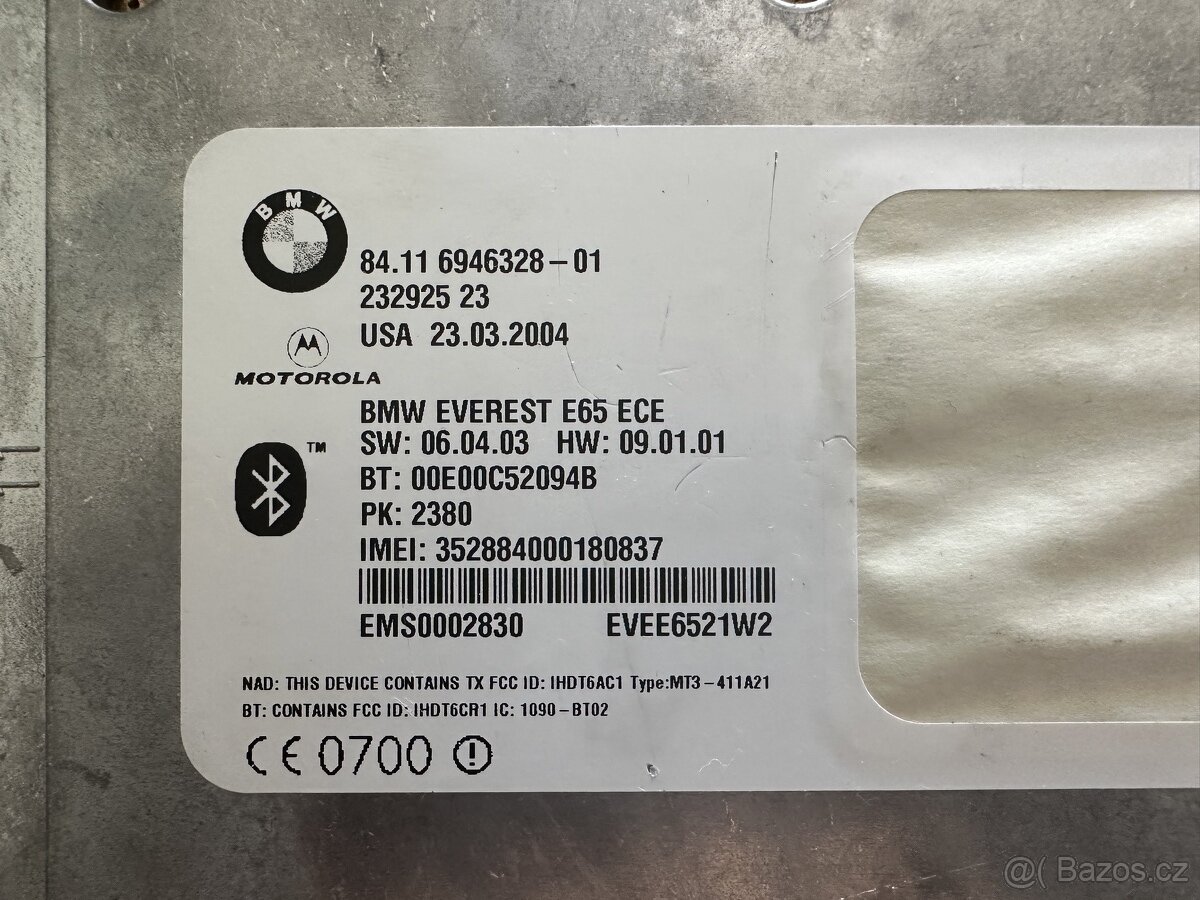 BMW
84.11 6946328-01
232925 23
USA 23.03.2004
MOTOROLA
BMW EVEREST E65 ECE
SW: 06.04.03 HW: 09.01.01
TM
BT: 00E00C52094B
PK: 2380
IMEI: 352884000180837
EMS0002830 EVEE6521W2
NAD: THIS DEVICE CONTAINS TX FCC ID: IHDT6AC1 Type:MT3-411A21
BT: CONTAINS FCC ID: IHDT6CR1 IC: 1090-BT02
CE 0700
@( Bazos.cz